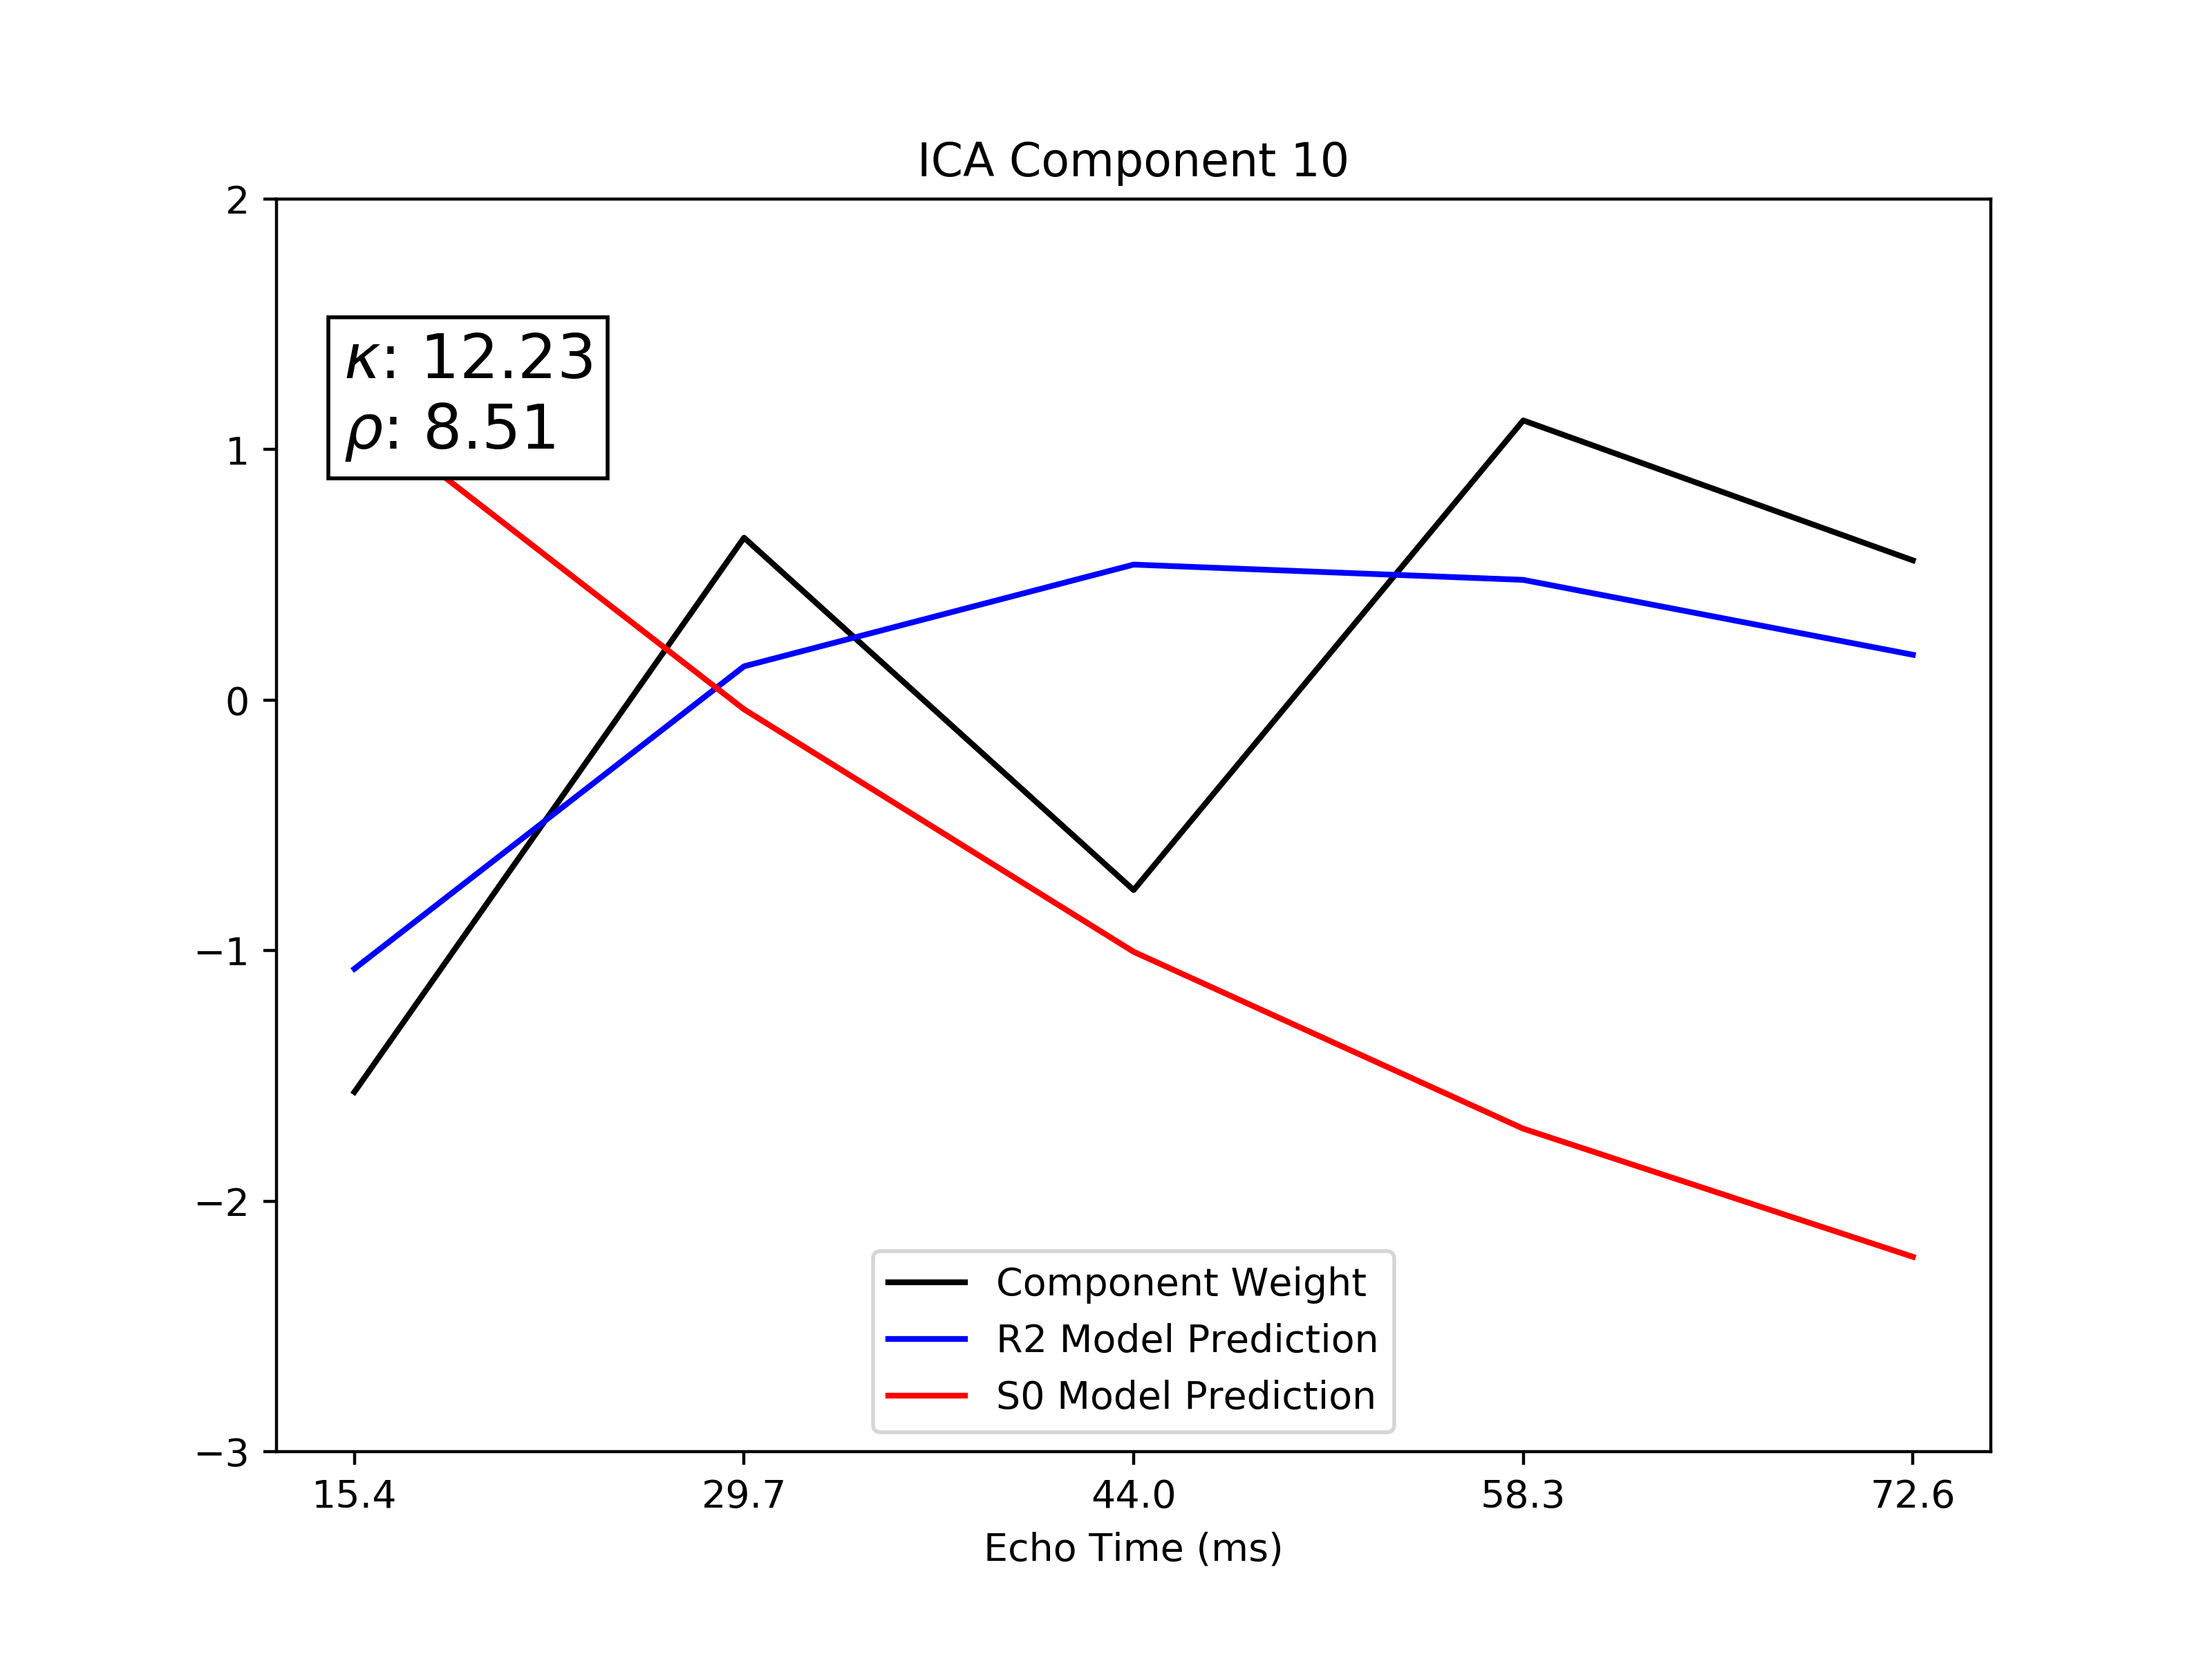 ICA Component 10
2
κ: 12.23
ρ: 8.51
1
0
−1
−2
−3
Component Weight
R2 Model Prediction
S0 Model Prediction
15.4 29.7 44.0 58.3 72.6
Echo Time (ms)